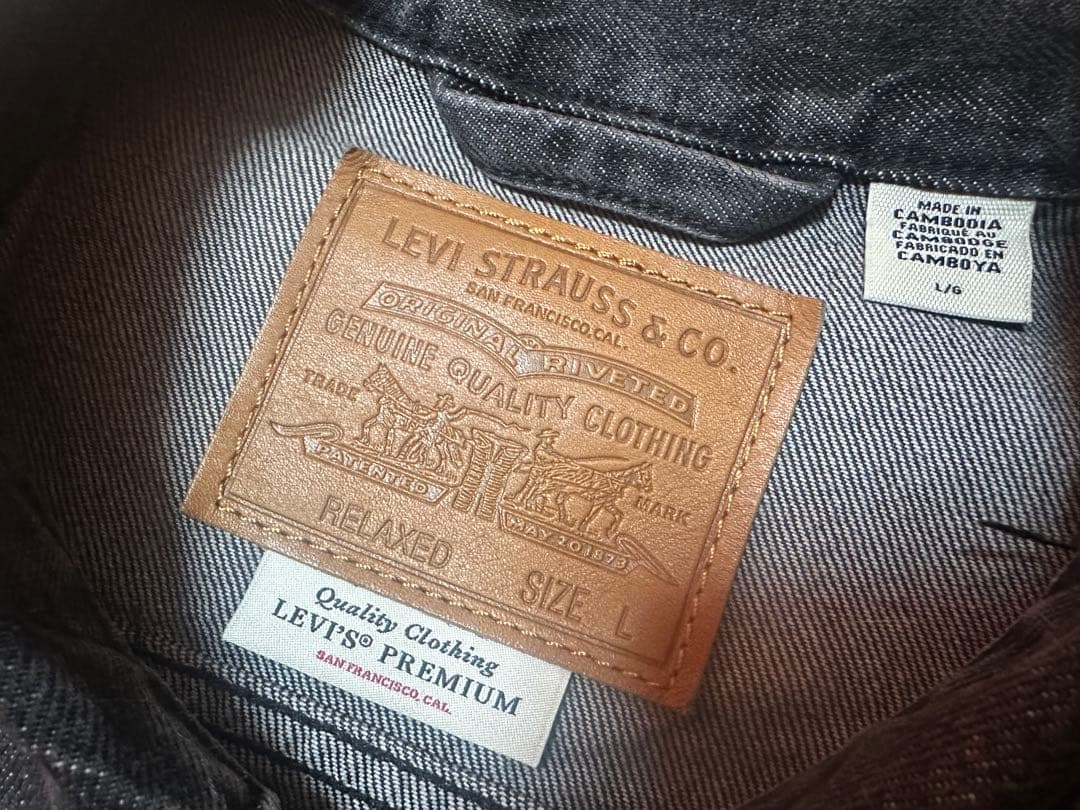 LEVI STRAUSS & CO.
SAN FRANCISCO, CAL.
ORIGINAL RIVETED
GENUINE QUALITY CLOTHING
TRADE MARK
PATENTED MAY 20 1873
RELAXED SIZE L
Quality Clothing
LEVI'S® PREMIUM
SAN FRANCISCO, CAL.
MADE IN
CAMBODIA
FABRIQUÉ AU
CAMBODGE
FABRICADO EN
CAMBOYA
L/G